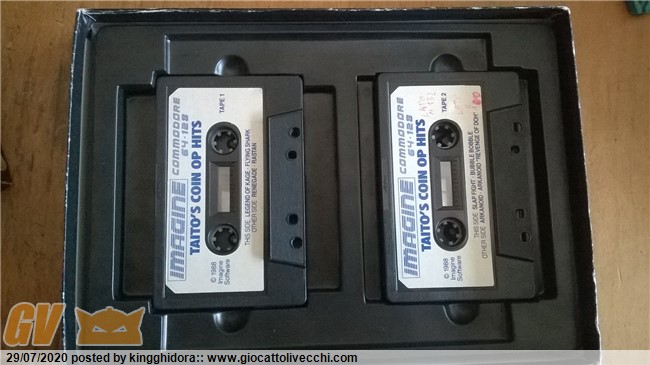 IMAGINE COMMODORE 64·128
TAITO'S COIN OP HITS
TAPE 1
THIS SIDE: LEGEND OF KAGE · FLYING SHARK
OTHER SIDE: RENEGADE · RASTAN
© 1988
Imagine
Software
IMAGINE COMMODORE 64·128
TAITO'S COIN OP HITS
TAPE 2
THIS SIDE: SLAP FIGHT · BUBBLE BOBBLE
OTHER SIDE: ARKANOID · ARKANOID "REVENGE OF DOH"
© 1988
Imagine
Software
GV
29/07/2020 posted by kingghidora:: www.giocattolivecchi.com